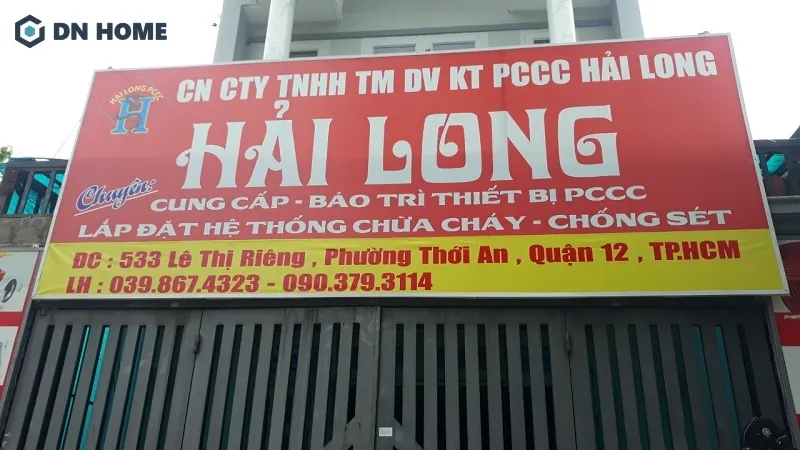 DN HOME
CN CTY TNHH TM DV KT PCCC HẢI LONG
HAI LONG PCCC
H
HẢI LONG
Chuyên:
CUNG CẤP - BẢO TRÌ THIẾT BỊ PCCC
LẮP ĐẶT HỆ THỐNG CHỮA CHÁY - CHỐNG SÉT
ĐC : 533 Lê Thị Riêng , Phường Thới An , Quận 12 , TP.HCM
LH : 039.867.4323 - 090.379.3114